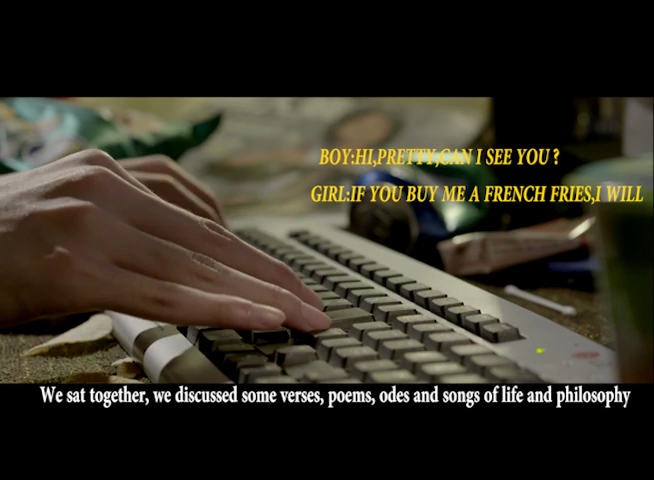 BOY:HI,PRETTY,CAN I SEE YOU ?
GIRL:IF YOU BUY ME A FRENCH FRIES,I WILL
We sat together, we discussed some verses, poems, odes and songs of life and philosophy